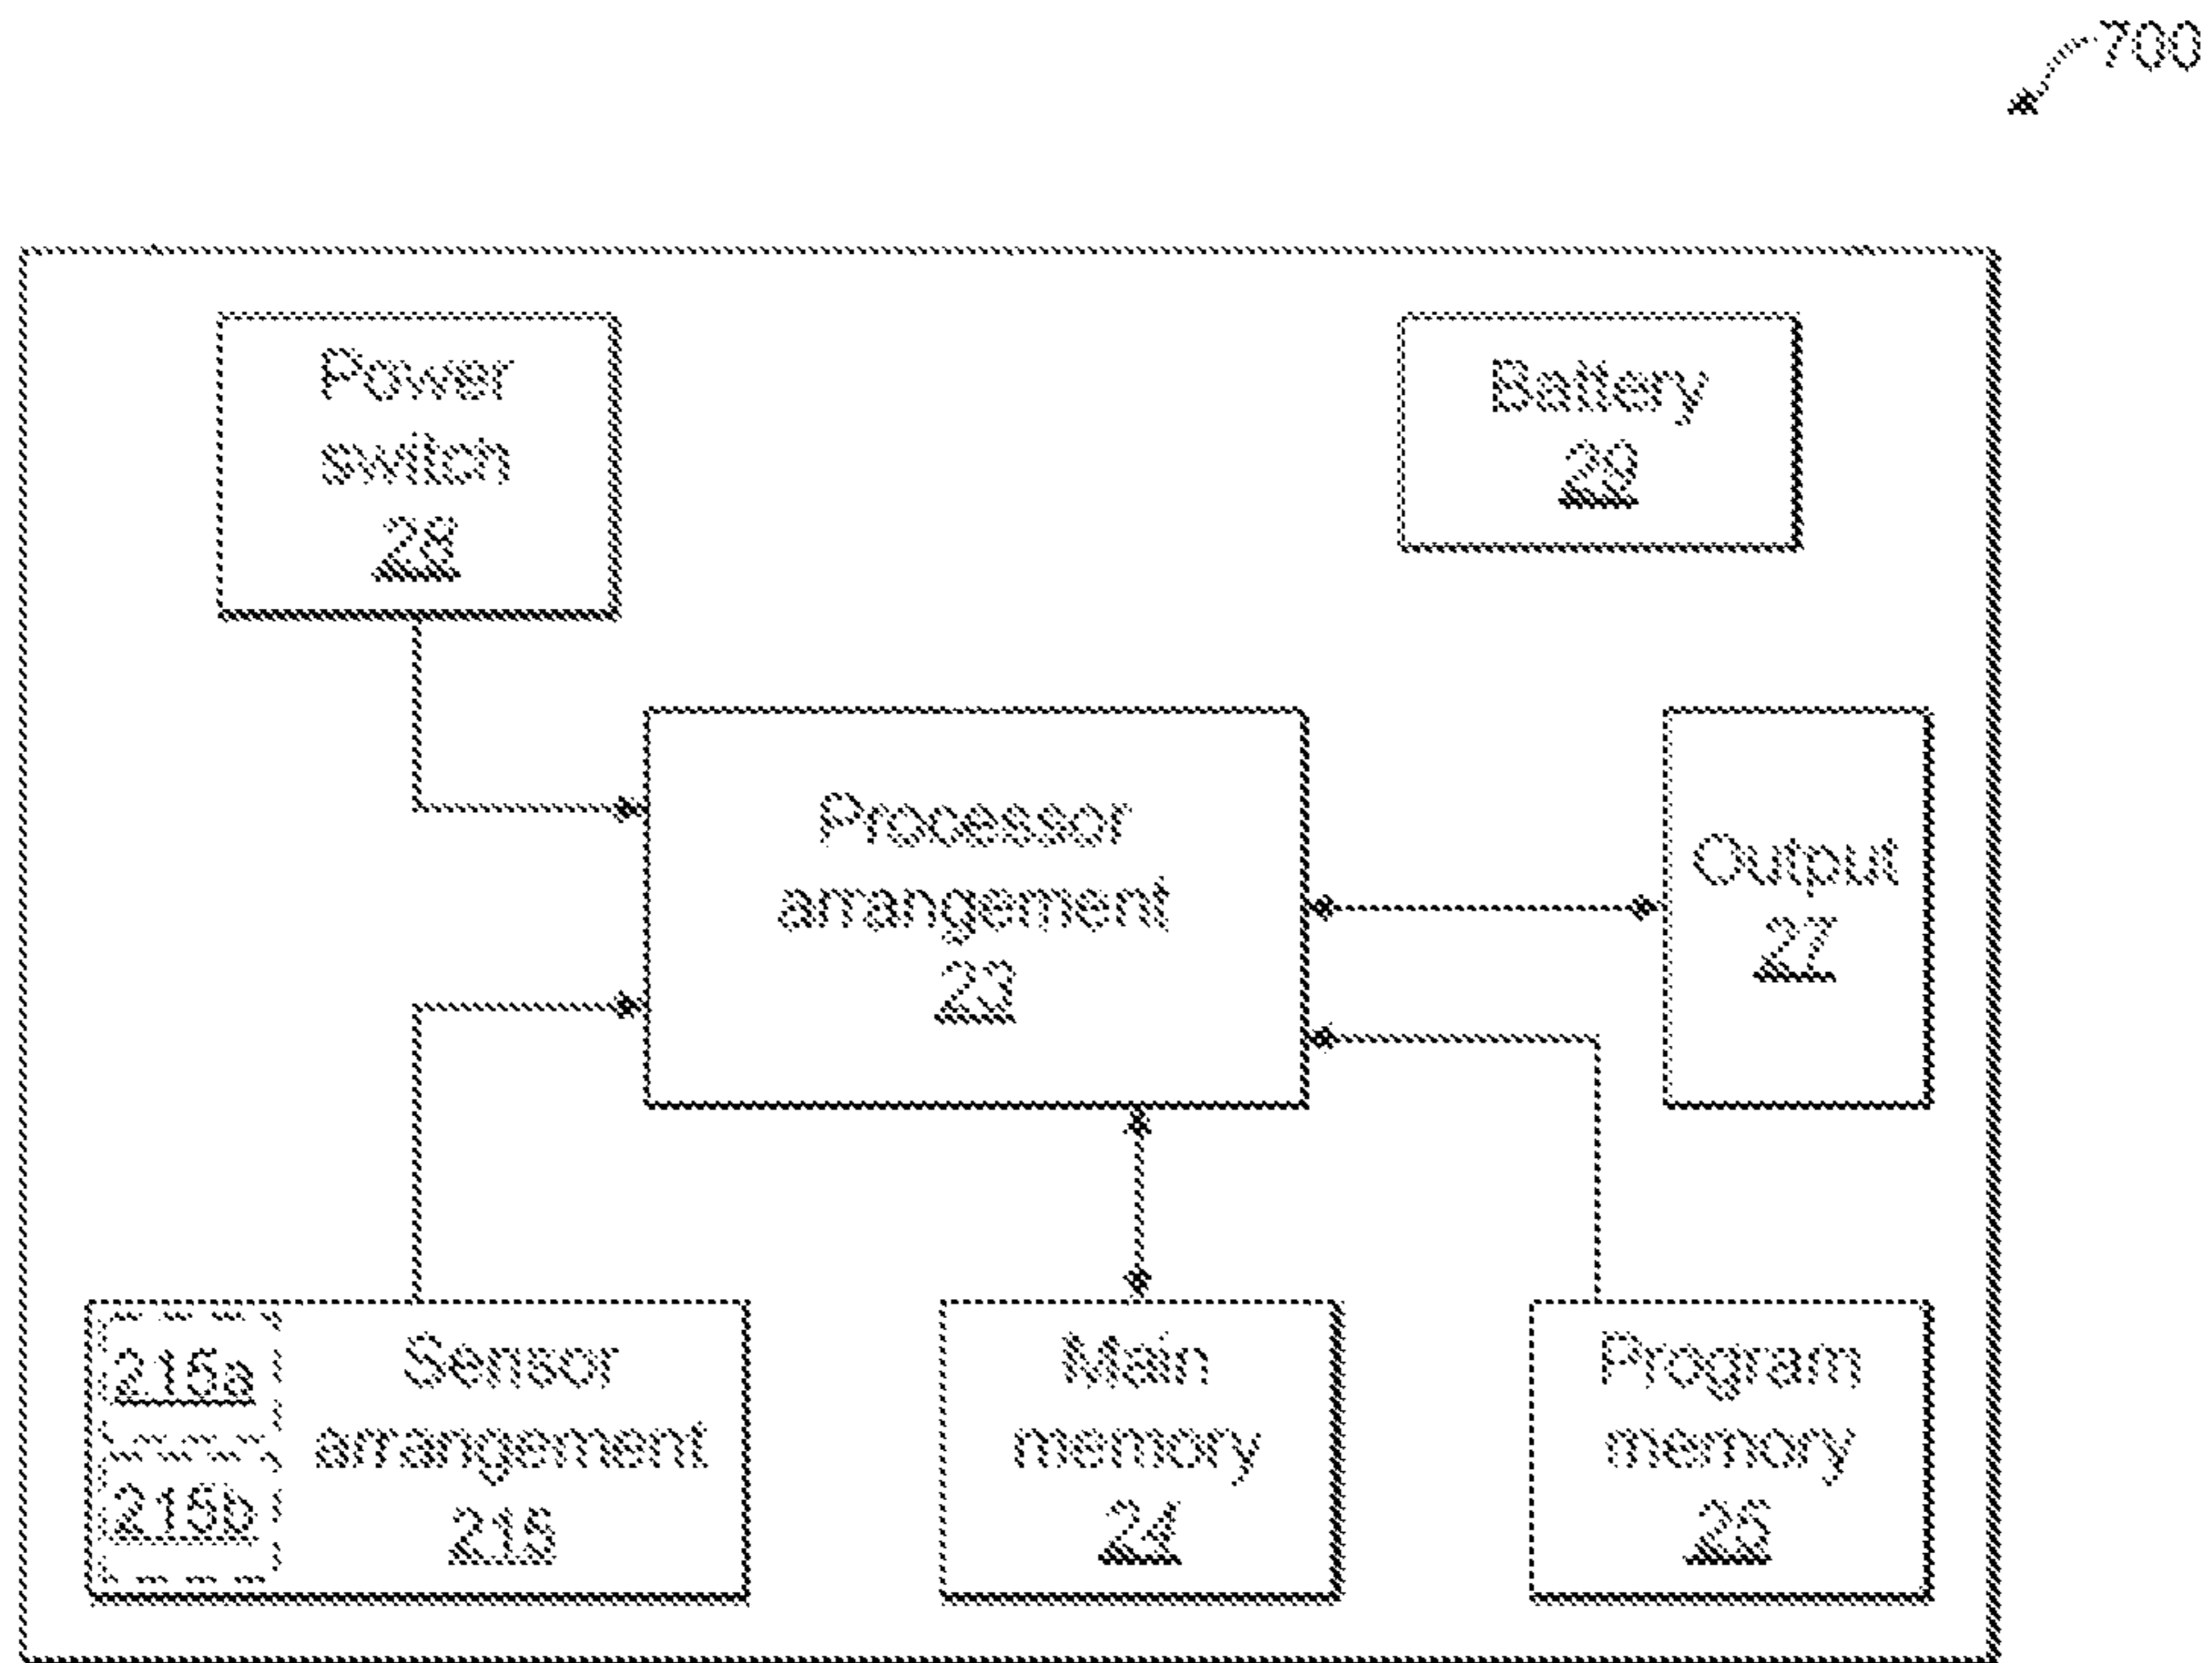 700
Power
switch
28
Battery
29
Processor
arrangement
23
Output
27
215a
215b
Sensor
arrangement
215
Main
memory
24
Program
memory
25